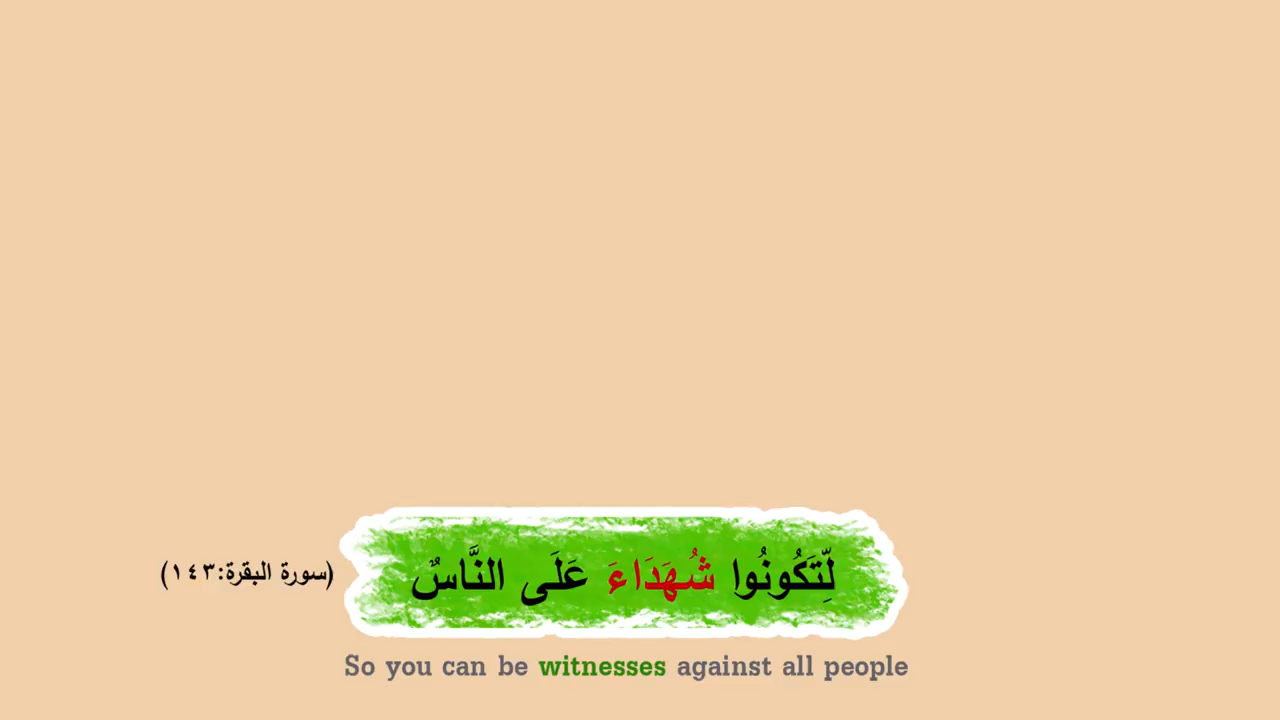 لِّتَكُونُوا شُهَدَاءَ عَلَى النَّاسٌ (سورة البقرة:١٤٣)
So you can be witnesses against all people